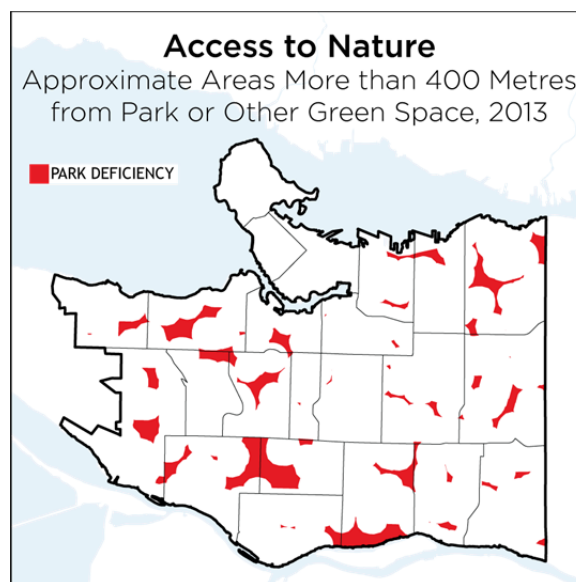 Access to Nature
Approximate Areas More than 400 Metres
from Park or Other Green Space, 2013
PARK DEFICIENCY